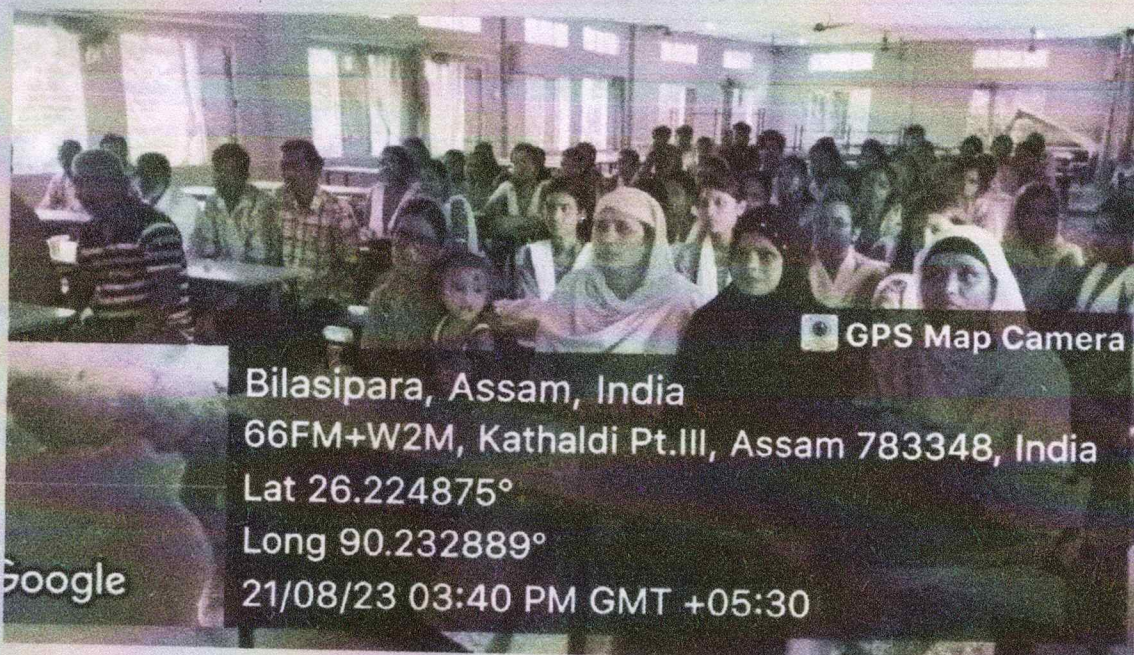 GPS Map Camera
Bilasipara, Assam, India
66FM+W2M, Kathaldi Pt.III, Assam 783348, India
Lat 26.224875°
Long 90.232889°
21/08/23 03:40 PM GMT +05:30
Google